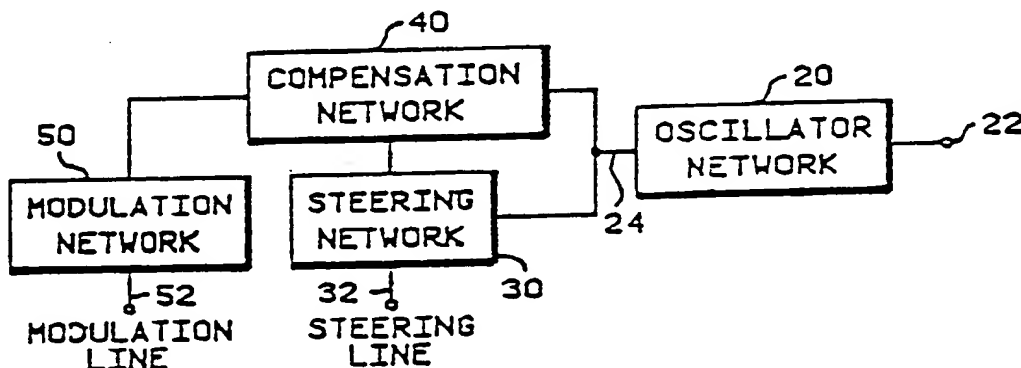 40
COMPENSATION
NETWORK
20
OSCILLATOR
NETWORK
22
50
MODULATION
NETWORK
STEERING
NETWORK
24
52
32
30
MODULATION
LINE
STEERING
LINE